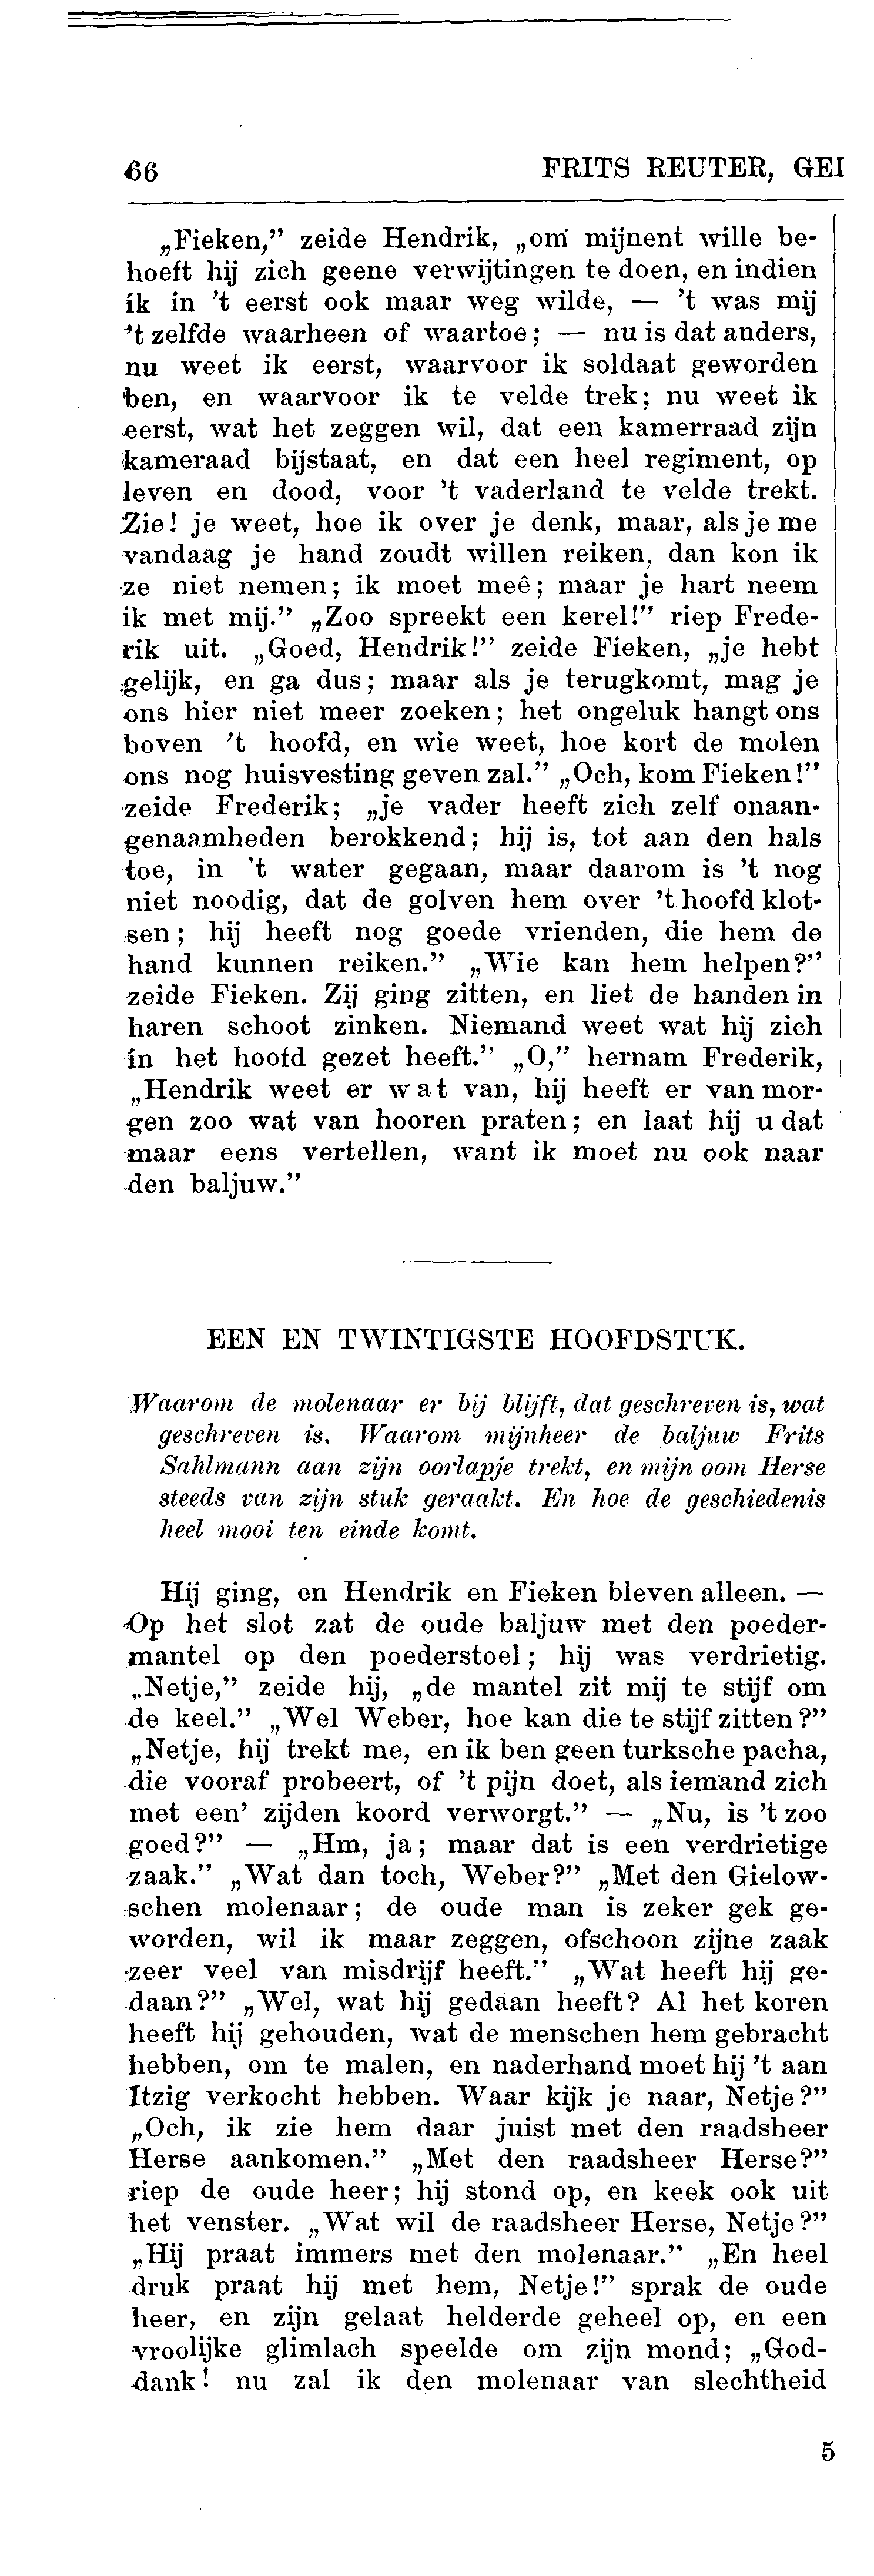 66 FRITS REUTER, GEI
„Fieken,” zeide Hendrik, „om mijnent wille be-
hoeft hij zich geene verwijtingen te doen, en indien
ik in 't eerst ook maar weg wilde, — 't was mij
't zelfde waarheen of waartoe; — nu is dat anders,
nu weet ik eerst, waarvoor ik soldaat geworden
ben, en waarvoor ik te velde trek; nu weet ik
eerst, wat het zeggen wil, dat een kamerraad zijn
kameraad bijstaat, en dat een heel regiment, op
leven en dood, voor 't vaderland te velde trekt.
Zie! je weet, hoe ik over je denk, maar, als je me
vandaag je hand zoudt willen reiken, dan kon ik
ze niet nemen; ik moet meê; maar je hart neem
ik met mij.” „Zoo spreekt een kerel!” riep Frede-
rik uit. „Goed, Hendrik!” zeide Fieken, „je hebt
gelijk, en ga dus; maar als je terugkomt, mag je
ons hier niet meer zoeken; het ongeluk hangt ons
boven 't hoofd, en wie weet, hoe kort de molen
ons nog huisvesting geven zal.” „Och, kom Fieken!”
zeide Frederik; „je vader heeft zich zelf onaan-
genaamheden berokkend; hij is, tot aan den hals
toe, in 't water gegaan, maar daarom is 't nog
niet noodig, dat de golven hem over 't hoofd klot-
sen; hij heeft nog goede vrienden, die hem de
hand kunnen reiken.” „Wie kan hem helpen?”
zeide Fieken. Zij ging zitten, en liet de handen in
haren schoot zinken. Niemand weet wat hij zich
in het hoofd gezet heeft.” „O,” hernam Frederik,
„Hendrik weet er wat van, hij heeft er van mor-
gen zoo wat van hooren praten; en laat hij u dat
maar eens vertellen, want ik moet nu ook naar
den baljuw.”
EEN EN TWINTIGSTE HOOFDSTUK.
Waarom de molenaar er bij blijft, dat geschreven is, wat
geschreven is. Waarom mijnheer de baljuw Frits
Sahlmann aan zijn oorlapje trekt, en mijn oom Herse
steeds van zijn stuk geraakt. En hoe de geschiedenis
heel mooi ten einde komt.
Hij ging, en Hendrik en Fieken bleven alleen. —
Op het slot zat de oude baljuw met den poeder-
mantel op den poederstoel; hij was verdrietig.
„Netje,” zeide hij, „de mantel zit mij te stijf om
de keel.” „Wel Weber, hoe kan die te stijf zitten?”
„Netje, hij trekt me, en ik ben geen turksche pacha,
die vooraf probeert, of 't pijn doet, als iemand zich
met een' zijden koord verworgt.” — „Nu, is 't zoo
goed?” — „Hm, ja; maar dat is een verdrietige
zaak.” „Wat dan toch, Weber?” „Met den Gielow-
schen molenaar; de oude man is zeker gek ge-
worden, wil ik maar zeggen, ofschoon zijne zaak
zeer veel van misdrijf heeft.” „Wat heeft hij ge-
daan?” „Wel, wat hij gedaan heeft? Al het koren
heeft hij gehouden, wat de menschen hem gebracht
hebben, om te malen, en naderhand moet hij 't aan
Itzig verkocht hebben. Waar kijk je naar, Netje?”
„Och, ik zie hem daar juist met den raadsheer
Herse aankomen.” „Met den raadsheer Herse?”
riep de oude heer; hij stond op, en keek ook uit
het venster. „Wat wil de raadsheer Herse, Netje?”
„Hij praat immers met den molenaar.” „En heel
druk praat hij met hem, Netje!” sprak de oude
heer, en zijn gelaat helderde geheel op, en een
vroolijke glimlach speelde om zijn mond; „God-
dank! nu zal ik den molenaar van slechtheid
5